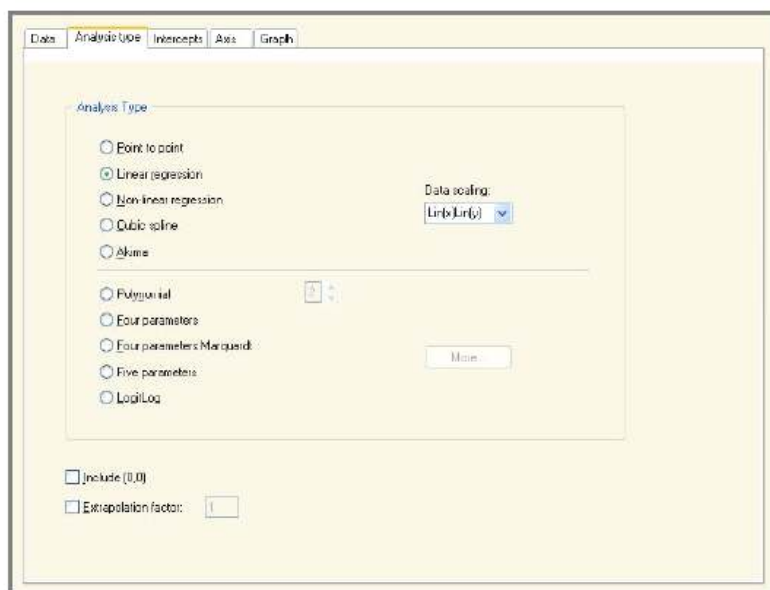 Data Analysis type Intercepts Axis Graph
Analysis Type
Point to point
Linear regression
Non-linear regression
Data scaling:
Lin(x)Lin(y)
Cubic spline
Akima
Polynomial
Four parameters
Four parameters Marquardt
More
Five parameters
LogitLog
Include (0,0)
Extrapolation factor: 1